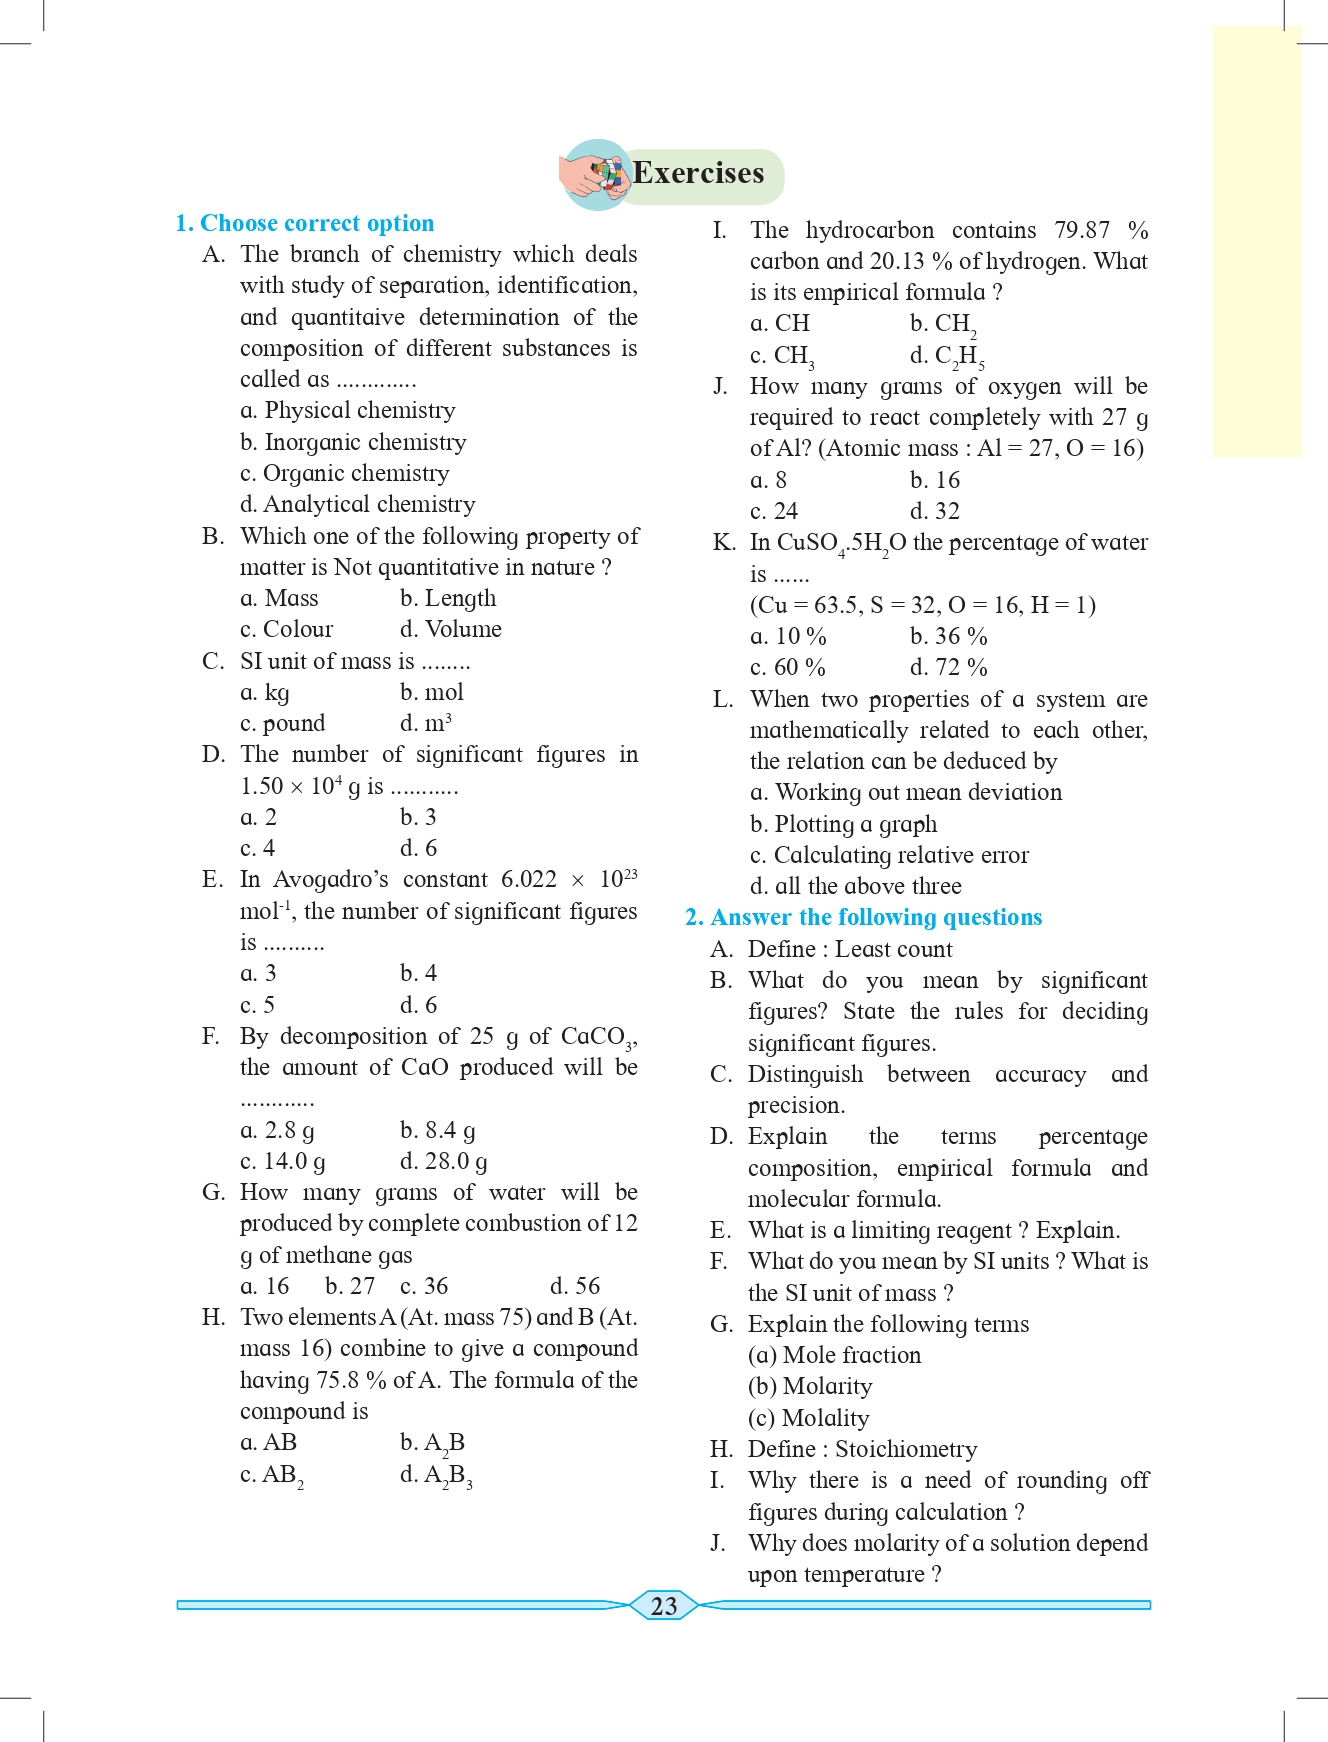 Exercises
1. Choose correct option
A. The branch of chemistry which deals
with study of separation, identification,
and quantitaive determination of the
composition of different substances is
called as .............
a. Physical chemistry
b. Inorganic chemistry
c. Organic chemistry
d. Analytical chemistry
B. Which one of the following property of
matter is Not quantitative in nature ?
a. Mass b. Length
c. Colour d. Volume
C. SI unit of mass is ........
a. kg b. mol
c. pound d. m³
D. The number of significant figures in
1.50 × 10⁴ g is ...........
a. 2 b. 3
c. 4 d. 6
E. In Avogadro’s constant 6.022 × 10²³
mol⁻¹, the number of significant figures
is ..........
a. 3 b. 4
c. 5 d. 6
F. By decomposition of 25 g of CaCO₃,
the amount of CaO produced will be
............
a. 2.8 g b. 8.4 g
c. 14.0 g d. 28.0 g
G. How many grams of water will be
produced by complete combustion of 12
g of methane gas
a. 16 b. 27 c. 36 d. 56
H. Two elements A (At. mass 75) and B (At.
mass 16) combine to give a compound
having 75.8 % of A. The formula of the
compound is
a. AB b. A₂B
c. AB₂ d. A₂B₃
I. The hydrocarbon contains 79.87 %
carbon and 20.13 % of hydrogen. What
is its empirical formula ?
a. CH b. CH₂
c. CH₃ d. C₂H₅
J. How many grams of oxygen will be
required to react completely with 27 g
of Al? (Atomic mass : Al = 27, O = 16)
a. 8 b. 16
c. 24 d. 32
K. In CuSO₄.5H₂O the percentage of water
is ......
(Cu = 63.5, S = 32, O = 16, H = 1)
a. 10 % b. 36 %
c. 60 % d. 72 %
L. When two properties of a system are
mathematically related to each other,
the relation can be deduced by
a. Working out mean deviation
b. Plotting a graph
c. Calculating relative error
d. all the above three
2. Answer the following questions
A. Define : Least count
B. What do you mean by significant
figures? State the rules for deciding
significant figures.
C. Distinguish between accuracy and
precision.
D. Explain the terms percentage
composition, empirical formula and
molecular formula.
E. What is a limiting reagent ? Explain.
F. What do you mean by SI units ? What is
the SI unit of mass ?
G. Explain the following terms
(a) Mole fraction
(b) Molarity
(c) Molality
H. Define : Stoichiometry
I. Why there is a need of rounding off
figures during calculation ?
J. Why does molarity of a solution depend
upon temperature ?
23